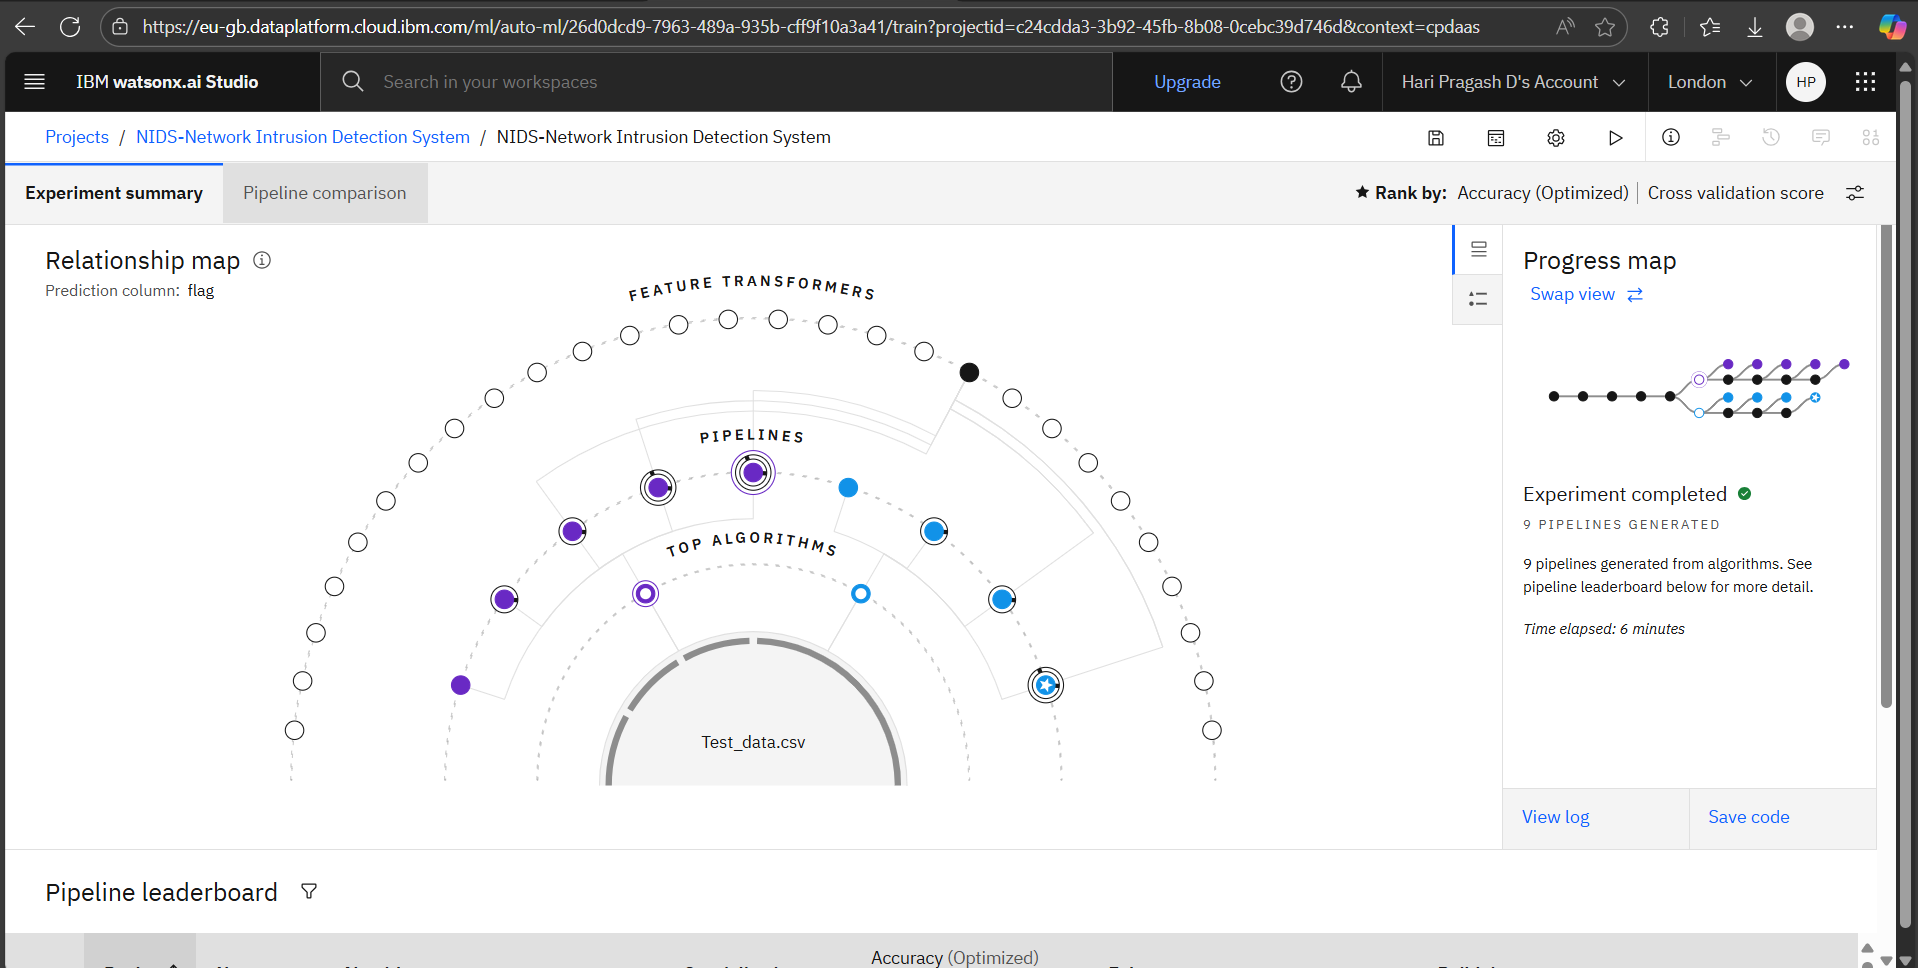 https://eu-gb.dataplatform.cloud.ibm.com/ml/auto-ml/26d0dcd9-7963-489a-935b-cff9f10a3a41/train?projectid=c24cdda3-3b92-45fb-8b08-0cebc39d746d&context=cpdaas
IBM watsonx.ai Studio
Search in your workspaces
Upgrade
Hari Pragash D's Account
London
HP
Projects / NIDS-Network Intrusion Detection System / NIDS-Network Intrusion Detection System
Experiment summary
Pipeline comparison
Rank by: Accuracy (Optimized) | Cross validation score
Relationship map
Prediction column: flag
FEATURE TRANSFORMERS
PIPELINES
TOP ALGORITHMS
Test_data.csv
Progress map
Swap view
Experiment completed
9 PIPELINES GENERATED
9 pipelines generated from algorithms. See
pipeline leaderboard below for more detail.
Time elapsed: 6 minutes
View log
Save code
Pipeline leaderboard
Accuracy (Optimized)